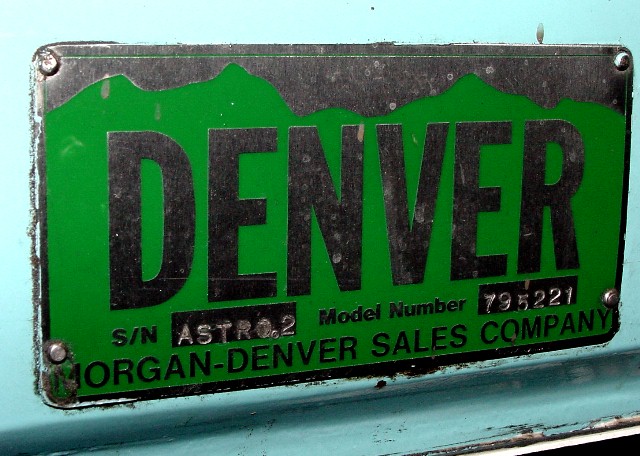 DENVER
S/N ASTRO.2 Model Number 795221
MORGAN-DENVER SALES COMPANY